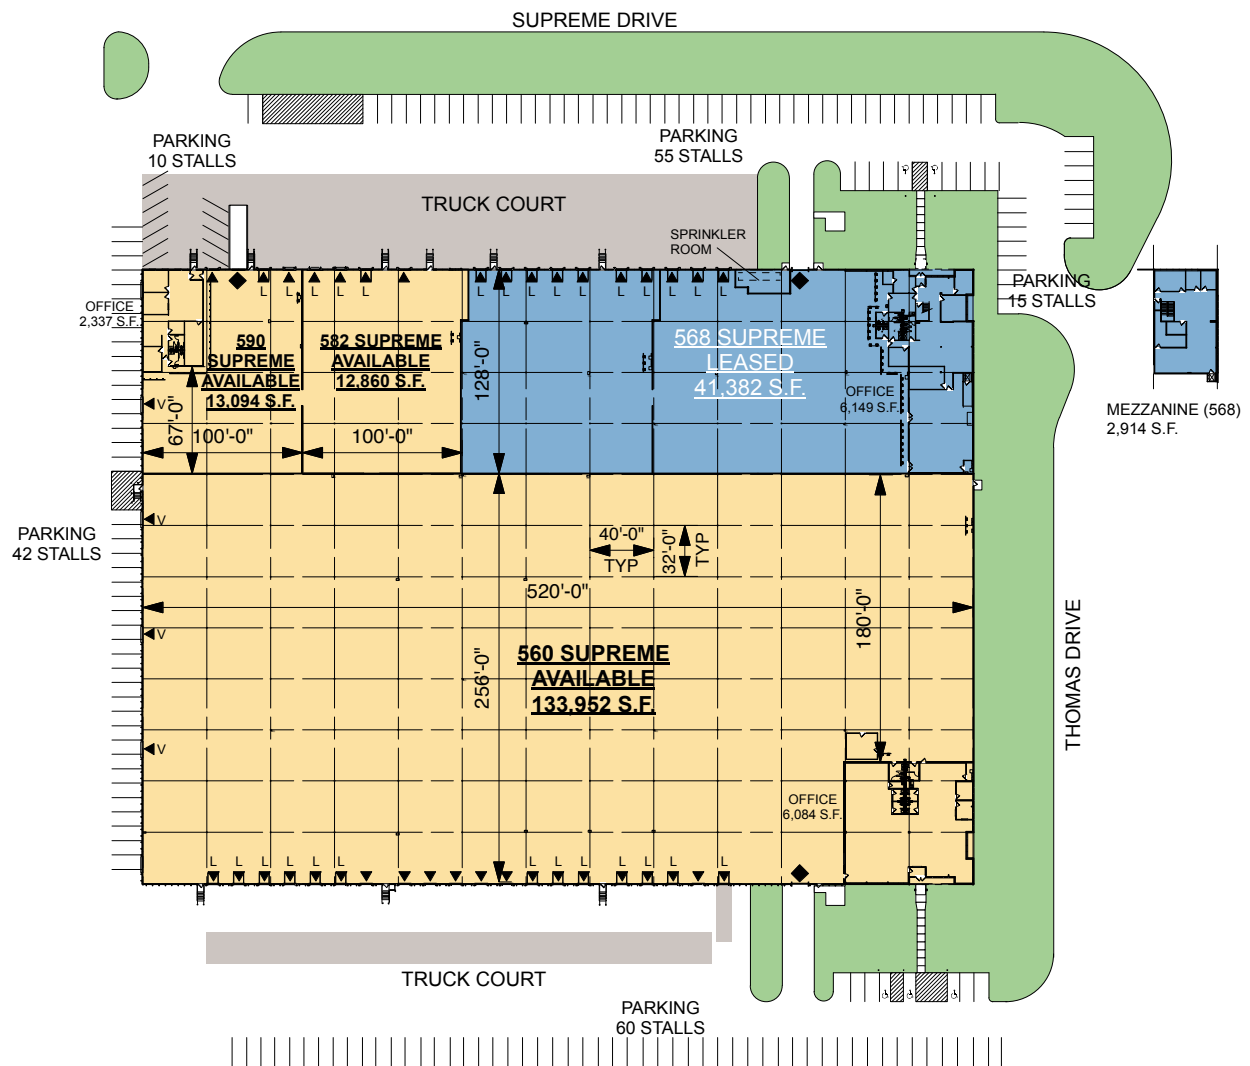 SUPREME DRIVE
PARKING
10 STALLS
PARKING
55 STALLS
TRUCK COURT
SPRINKLER
ROOM
PARKING
15 STALLS
L
L
L
L
L
L
L
L
L
L
L
L
L
L
OFFICE
2,337 S.F.
590
SUPREME
AVAILABLE
13,094 S.F.
582 SUPREME
AVAILABLE
12,860 S.F.
128'-0"
568 SUPREME
LEASED
41,382 S.F.
OFFICE
6,149 S.F.
MEZZANINE (568)
2,914 S.F.
V
67'-0"
100'-0"
100'-0"
V
PARKING
42 STALLS
40'-0"
TYP
32'-0"
TYP
520'-0"
V
180'-0"
THOMAS DRIVE
560 SUPREME
AVAILABLE
133,952 S.F.
256'-0"
V
OFFICE
6,084 S.F.
L
L
L
L
L
L
L
L
L
L
L
L
L
TRUCK COURT
PARKING
60 STALLS